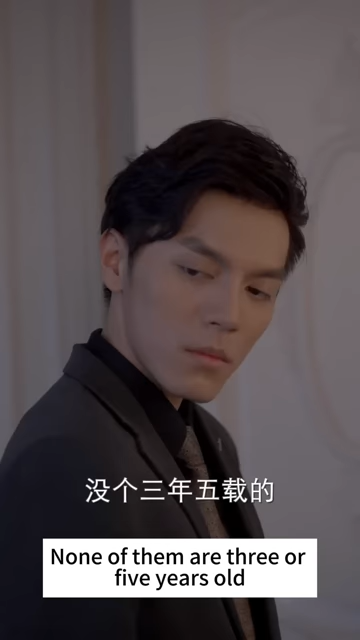 没个三年五载的
None of them are three or
five years old